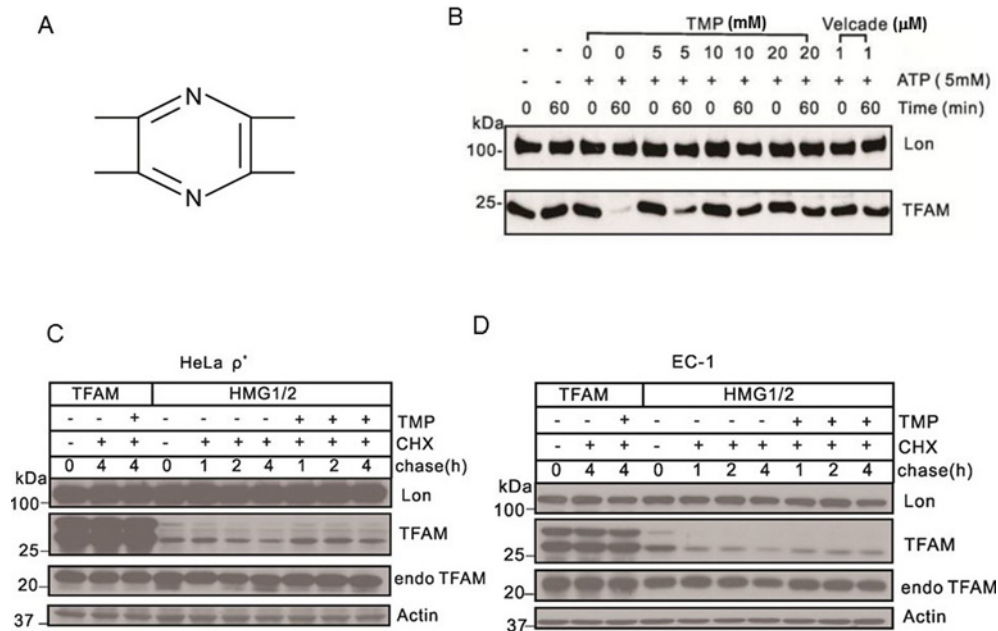 A
N
N
B
TMP (mM) Velcade (μM)
- - 0 0 5 5 10 10 20 20 1 1
- - + + + + + + + + + + ATP ( 5mM)
0 60 0 60 0 60 0 60 0 60 0 60 Time (min)
kDa
100- Lon
25- TFAM
C
HeLa ρ°
TFAM HMG1/2
- - + - - - - + + + TMP
- + + - + + + + + + CHX
0 4 4 0 1 2 4 1 2 4 chase(h)
kDa
100 Lon
25 TFAM
20 endo TFAM
37 Actin
D
EC-1
TFAM HMG1/2
- - + - - - - + + + TMP
- + + - + + + + + + CHX
0 4 4 0 1 2 4 1 2 4 chase(h)
kDa
100 Lon
25 TFAM
20 endo TFAM
37 Actin